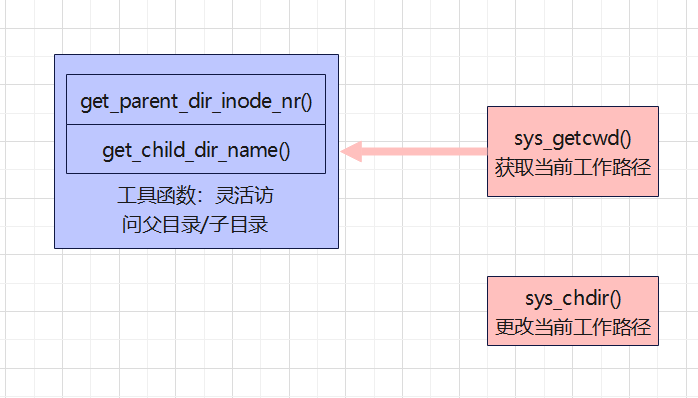 get_parent_dir_inode_nr()
get_child_dir_name()
工具函数：灵活访
问父目录/子目录
sys_getcwd()
获取当前工作路径
sys_chdir()
更改当前工作路径